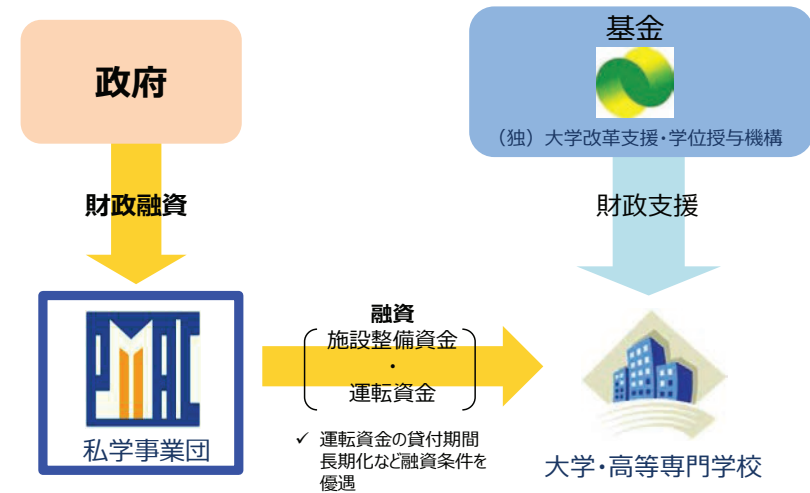 政府
基金
（独）大学改革支援・学位授与機構
財政融資
財政支援
融資
施設整備資金
・
運転資金
PMAC
私学事業団
✓ 運転資金の貸付期間
長期化など融資条件を
優遇
大学・高等専門学校